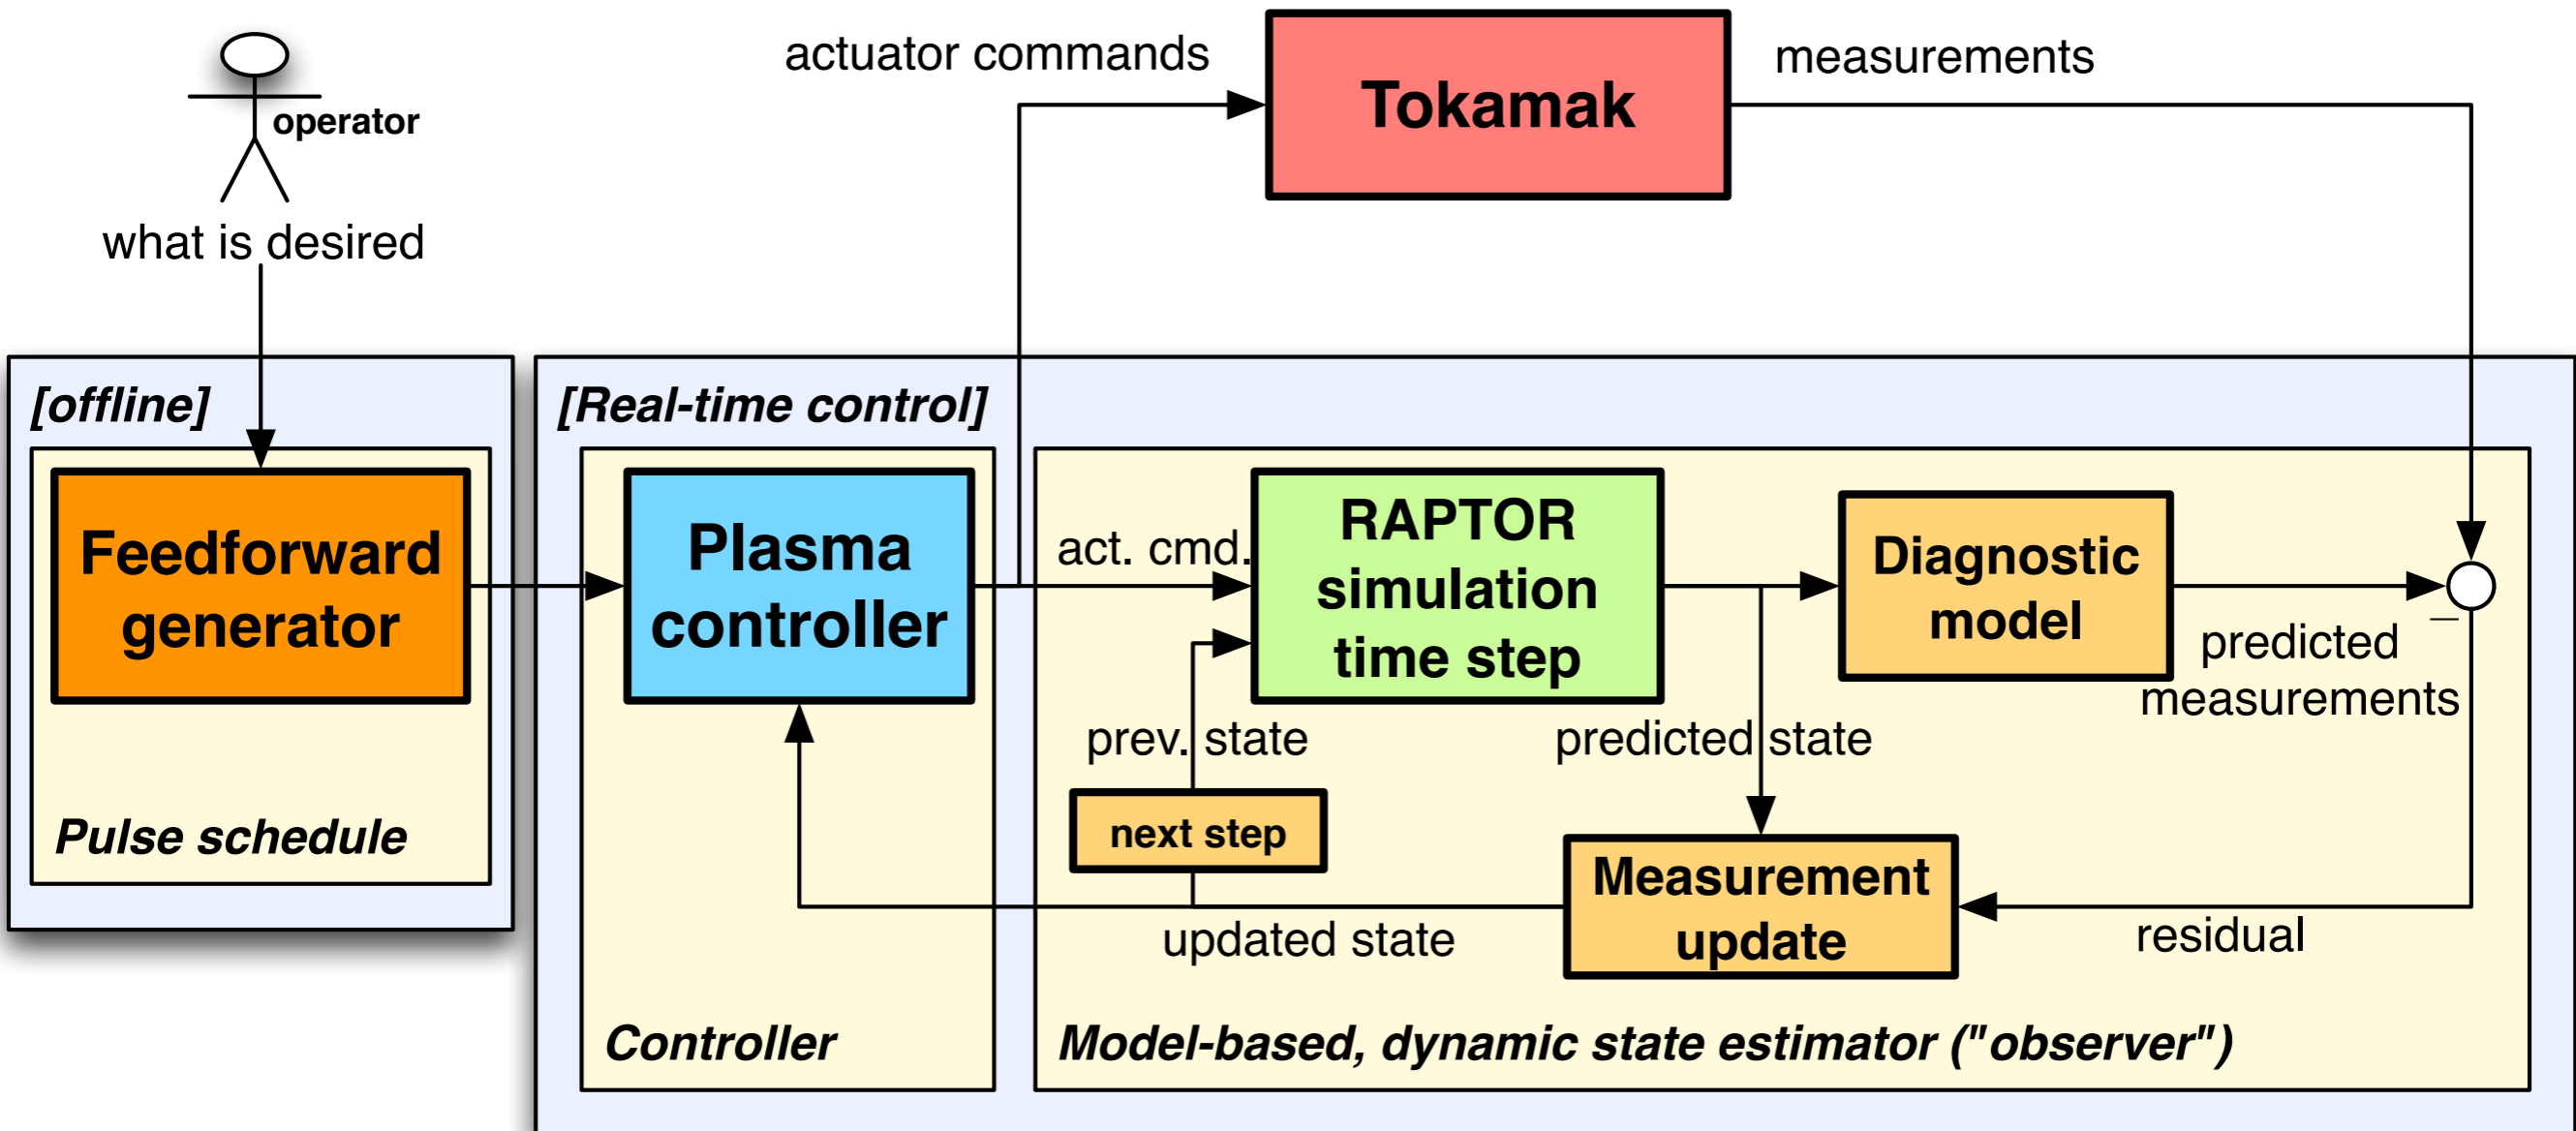 actuator commands
Tokamak
measurements
operator
what is desired
[offline]
[Real-time control]
Feedforward
generator
Pulse schedule
Plasma
controller
Controller
act. cmd.
RAPTOR
simulation
time step
Diagnostic
model
–
predicted
measurements
prev. state
predicted state
next step
Measurement
update
updated state
residual
Model-based, dynamic state estimator ("observer")